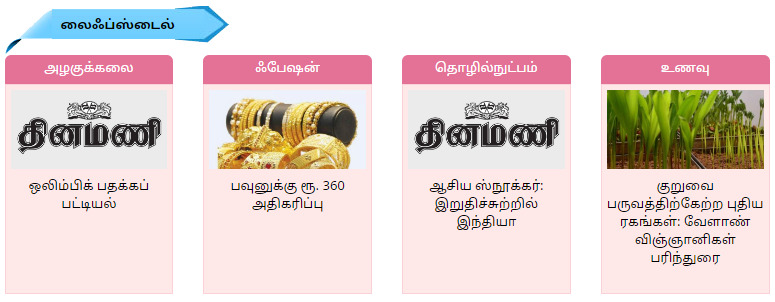 லைஃப்ஸ்டைல்
அழகுக்கலை
தினமணி
ஒலிம்பிக் பதக்கப்
பட்டியல்
ஃபேஷன்
பவுனுக்கு ரூ. 360
அதிகரிப்பு
தொழில்நுட்பம்
தினமணி
ஆசிய ஸ்நூக்கர்:
இறுதிச்சுற்றில்
இந்தியா
உணவு
குறுவை
பருவத்திற்கேற்ற புதிய
ரகங்கள்: வேளாண்
விஞ்ஞானிகள்
பரிந்துரை